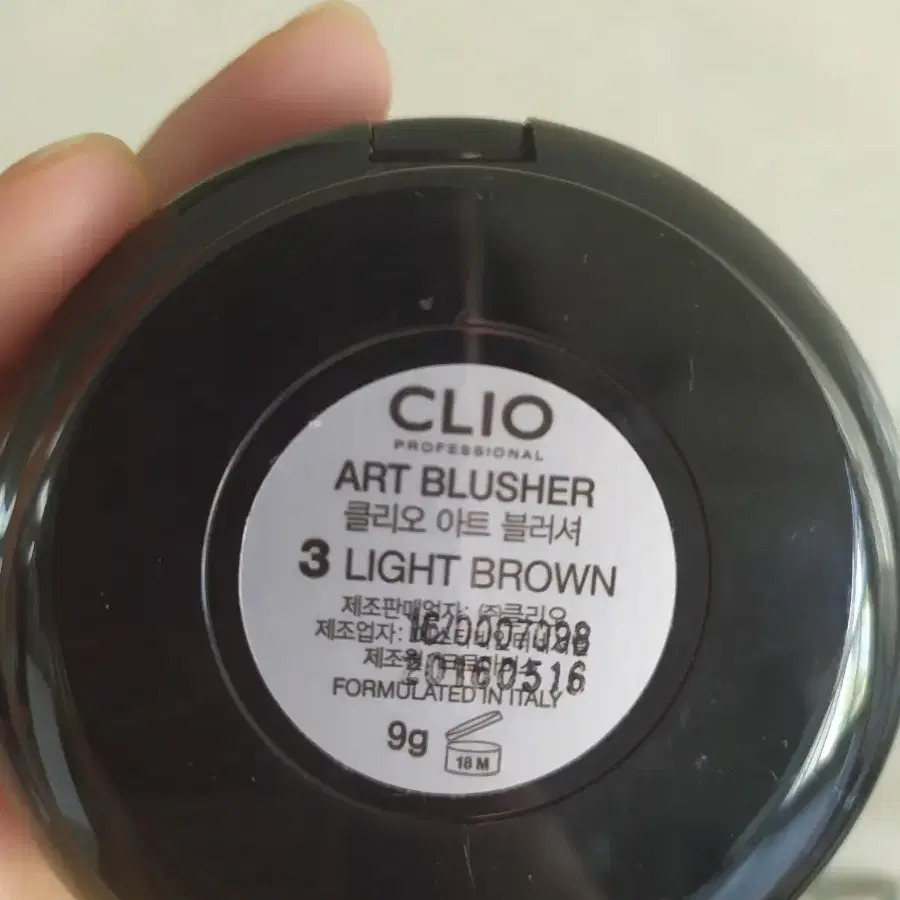 CLIO
PROFESSIONAL
ART BLUSHER
클리오 아트 블러셔
3 LIGHT BROWN
제조판매업자: ㈜클리오
제조업자:
20160516
FORMULATED IN ITALY
9g
18 M